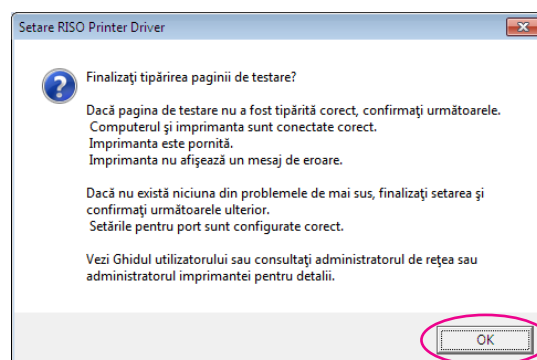 Setare RISO Printer Driver
Finalizaţi tipărirea paginii de testare?
Dacă pagina de testare nu a fost tipărită corect, confirmaţi următoarele.
Computerul şi imprimanta sunt conectate corect.
Imprimanta este pornită.
Imprimanta nu afişează un mesaj de eroare.
Dacă nu există niciuna din problemele de mai sus, finalizaţi setarea şi
confirmaţi următoarele ulterior.
Setările pentru port sunt configurate corect.
Vezi Ghidul utilizatorului sau consultaţi administratorul de reţea sau
administratorul imprimantei pentru detalii.
OK